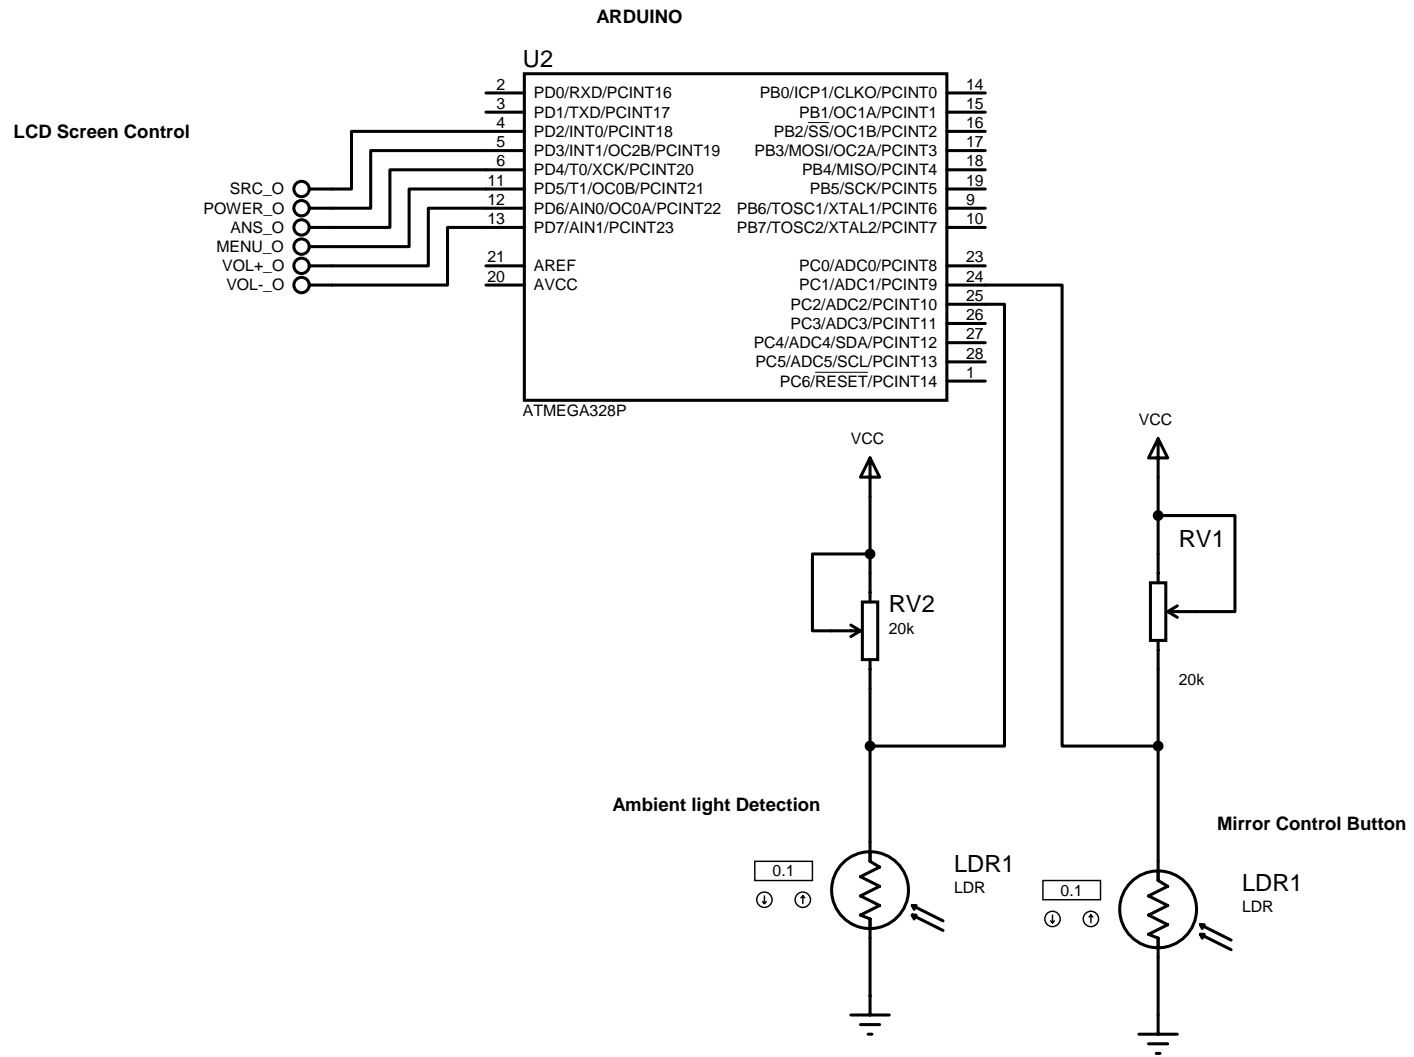 ARDUINO
U2
LCD Screen Control
2 PD0/RXD/PCINT16 PB0/ICP1/CLKO/PCINT0 14
3 PD1/TXD/PCINT17 PB1/OC1A/PCINT1 15
4 PD2/INT0/PCINT18 PB2/SS/OC1B/PCINT2 16
5 PD3/INT1/OC2B/PCINT19 PB3/MOSI/OC2A/PCINT3 17
6 PD4/T0/XCK/PCINT20 PB4/MISO/PCINT4 18
SRC_O 11 PD5/T1/OC0B/PCINT21 PB5/SCK/PCINT5 19
POWER_O 12 PD6/AIN0/OC0A/PCINT22 PB6/TOSC1/XTAL1/PCINT6 9
ANS_O 13 PD7/AIN1/PCINT23 PB7/TOSC2/XTAL2/PCINT7 10
MENU_O
VOL+_O 21 AREF PC0/ADC0/PCINT8 23
VOL-_O 20 AVCC PC1/ADC1/PCINT9 24
PC2/ADC2/PCINT10 25
PC3/ADC3/PCINT11 26
PC4/ADC4/SDA/PCINT12 27
PC5/ADC5/SCL/PCINT13 28
PC6/RESET/PCINT14 1
ATMEGA328P
VCC
VCC
RV1
RV2
20k
20k
Ambient light Detection
Mirror Control Button
LDR1
LDR
0.1
LDR1
LDR
0.1